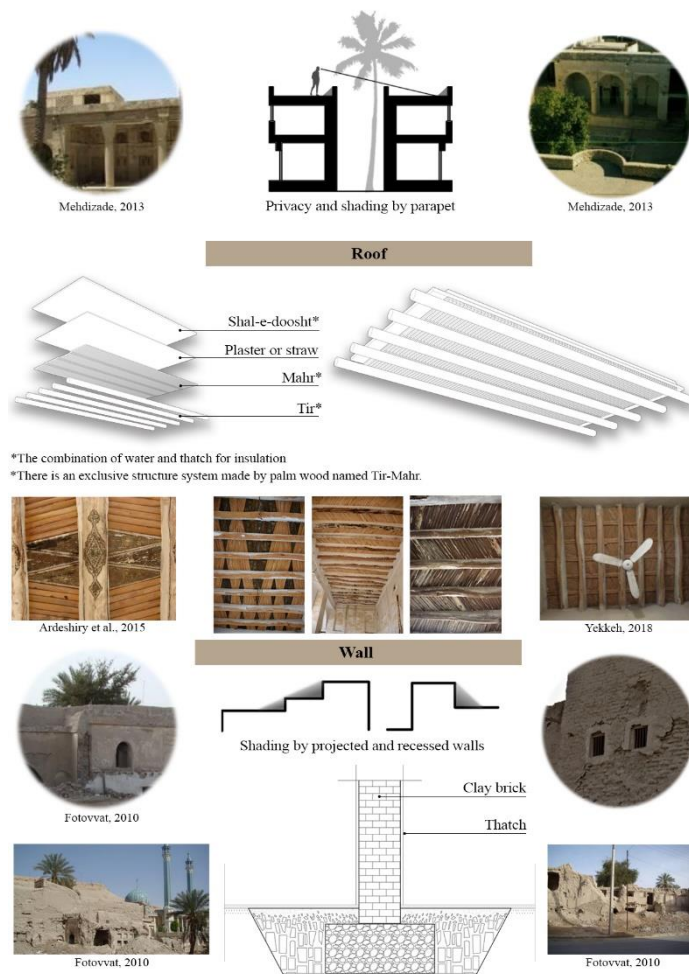 Mehdizade, 2013
Privacy and shading by parapet
Mehdizade, 2013
Roof
Shal-e-doosht*
Plaster or straw
Mahr*
Tir*
*The combination of water and thatch for insulation
*There is an exclusive structure system made by palm wood named Tir-Mahr.
Ardeshiry et al., 2015
Yekkeh, 2018
Wall
Shading by projected and recessed walls
Fotovvat, 2010
Clay brick
Thatch
Fotovvat, 2010
Fotovvat, 2010